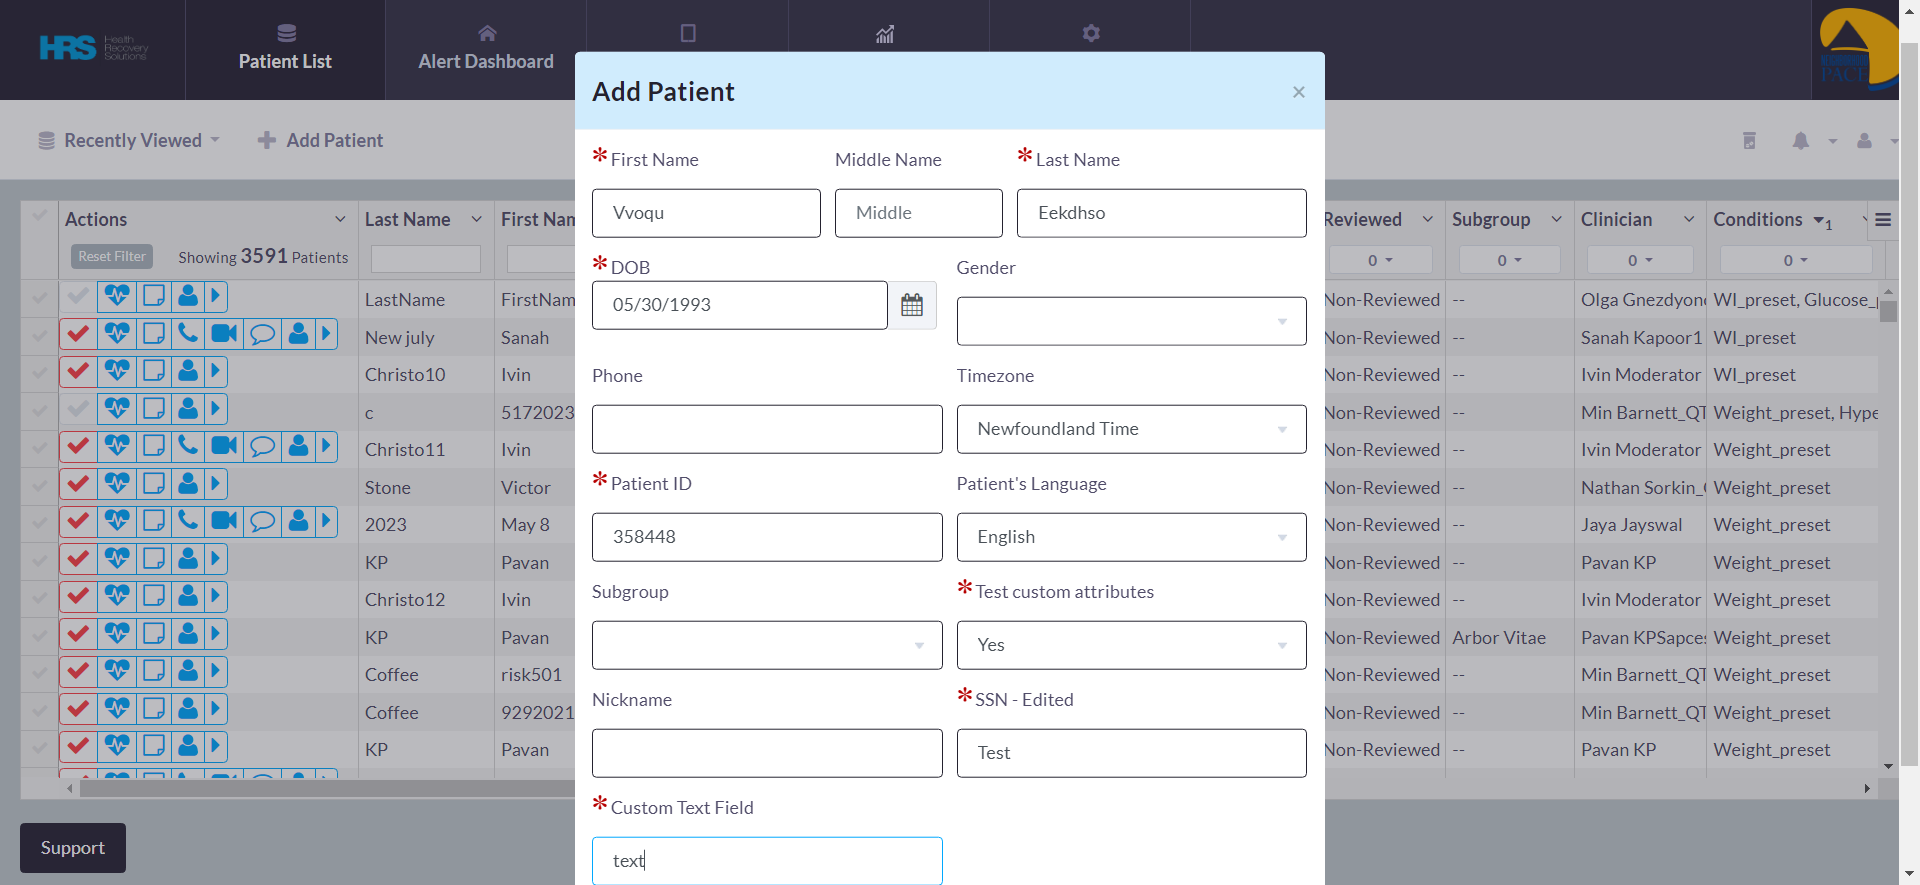 HRS Health Recovery Solutions
Patient List
Alert Dashboard
PACE
Recently Viewed
Add Patient
Add Patient
×
* First Name
Middle Name
* Last Name
Vvoqu
Middle
Eekdhso
* DOB
Gender
05/30/1993
Phone
Timezone
Newfoundland Time
* Patient ID
Patient's Language
358448
English
Subgroup
* Test custom attributes
Yes
Nickname
* SSN - Edited
Test
* Custom Text Field
text
Actions Last Name First Nam Reviewed Subgroup Clinician Conditions 1
Reset Filter Showing 3591 Patients 0 0 0 0
LastName FirstNam Non-Reviewed -- Olga Gnezdyon WI_preset, Glucose_
New july Sanah Non-Reviewed -- Sanah Kapoor1 WI_preset
Christo10 Ivin Non-Reviewed -- Ivin Moderator WI_preset
c 5172023 Non-Reviewed -- Min Barnett_QT Weight_preset, Hype
Christo11 Ivin Non-Reviewed -- Ivin Moderator Weight_preset
Stone Victor Non-Reviewed -- Nathan Sorkin_ Weight_preset
2023 May 8 Non-Reviewed -- Jaya Jayswal Weight_preset
KP Pavan Non-Reviewed -- Pavan KP Weight_preset
Christo12 Ivin Non-Reviewed -- Ivin Moderator Weight_preset
KP Pavan Non-Reviewed Arbor Vitae Pavan KPSapces Weight_preset
Coffee risk501 Non-Reviewed -- Min Barnett_QT Weight_preset
Coffee 9292021 Non-Reviewed -- Min Barnett_QT Weight_preset
KP Pavan Non-Reviewed -- Pavan KP Weight_preset
Support